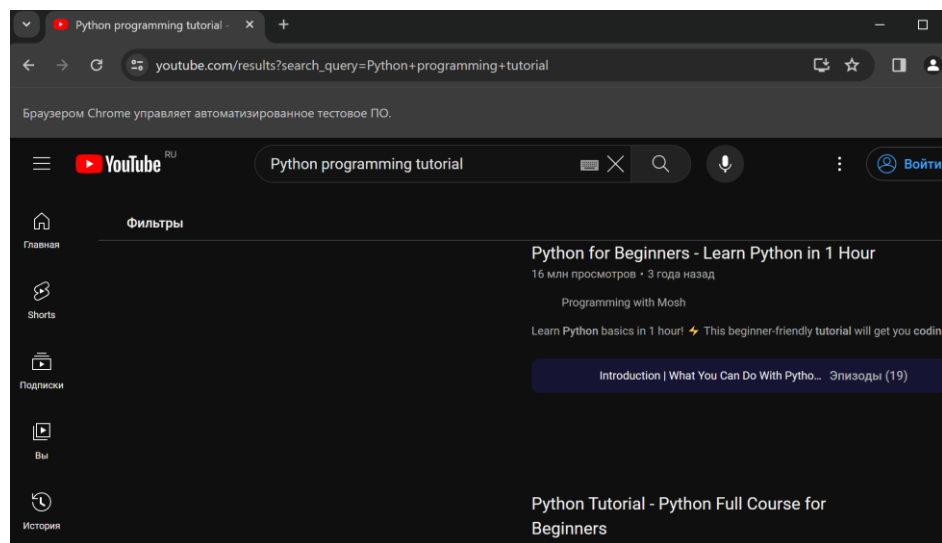 Python programming tutorial -
youtube.com/results?search_query=Python+programming+tutorial
Браузером Chrome управляет автоматизированное тестовое ПО.
YouTube RU
Python programming tutorial
Войти
Главная
Фильтры
Python for Beginners - Learn Python in 1 Hour
16 млн просмотров • 3 года назад
Shorts
Programming with Mosh
Learn Python basics in 1 hour! ⚡ This beginner-friendly tutorial will get you codin
Подписки
Introduction | What You Can Do With Pytho... Эпизоды (19)
Вы
История
Python Tutorial - Python Full Course for
Beginners